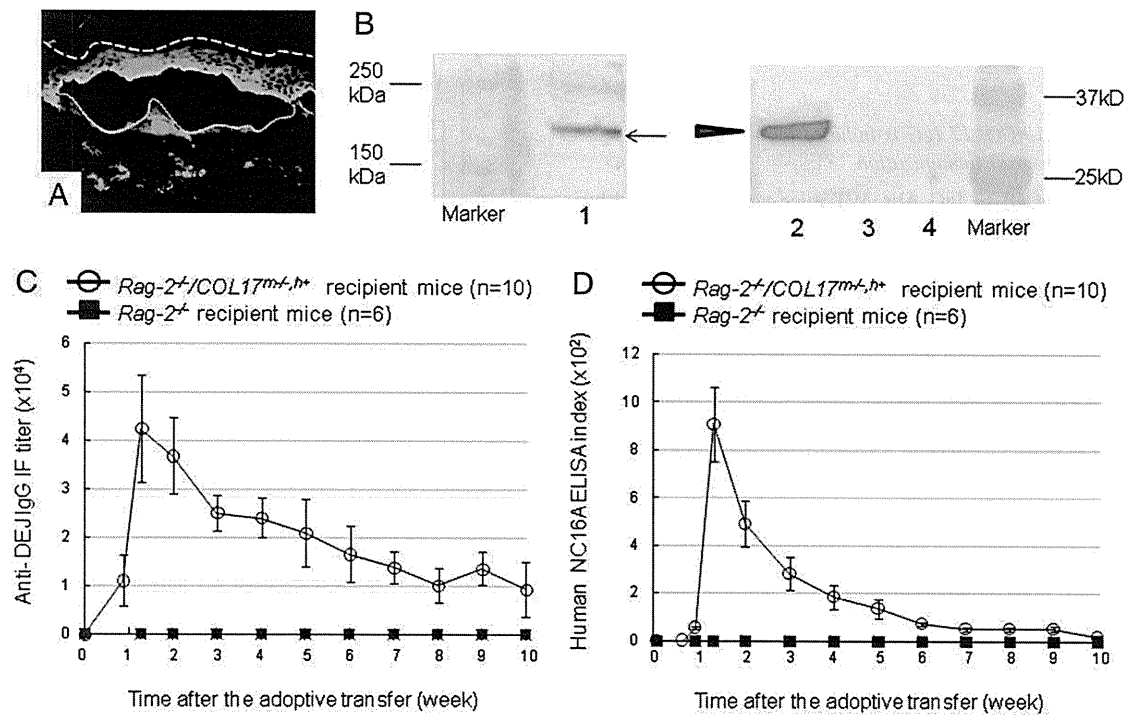 A
B
250
kDa
150
kDa
Marker
1
2
3
4
Marker
37kD
25kD
C
Rag-2-/-/COL17m-/-,h+ recipient mice (n=10)
Rag-2-/- recipient mice (n=6)
Anti- DEJ IgG IF titer (x10⁴)
6
5
4
3
2
1
0
0 1 2 3 4 5 6 7 8 9 10
Time after the adoptive transfer (week)
D
Rag-2-/-/COL17m-/-,h+ recipient mice (n=10)
Rag-2-/- recipient mice (n=6)
Human NC16A ELISA index (x10²)
12
10
8
6
4
2
0
0 1 2 3 4 5 6 7 8 9 10
Time after the adoptive transfer (week)